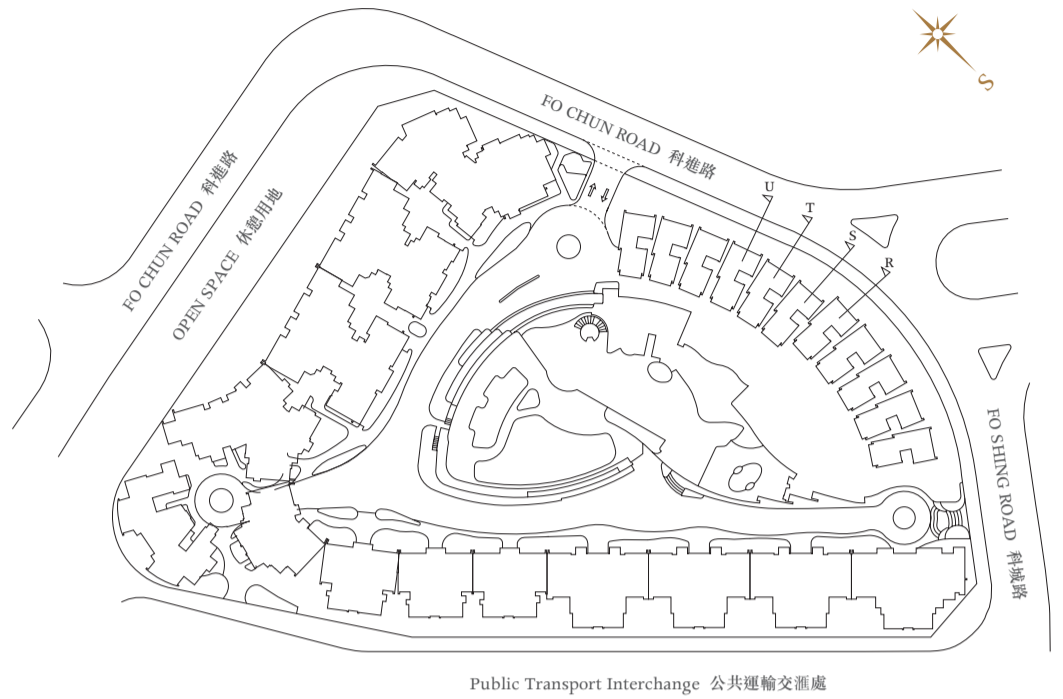 S
FO CHUN ROAD 科進路
U
T
S
R
FO CHUN ROAD 科進路
OPEN SPACE 休憩用地
FO SHING ROAD 科城路
Public Transport Interchange 公共運輸交滙處